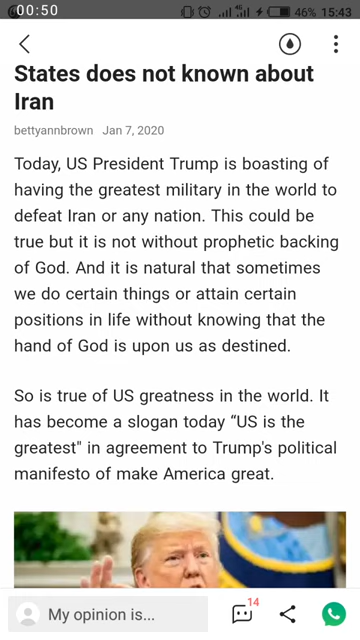 00:50
4G
46% 15:43
States does not known about
Iran
bettyannbrown Jan 7, 2020
Today, US President Trump is boasting of
having the greatest military in the world to
defeat Iran or any nation. This could be
true but it is not without prophetic backing
of God. And it is natural that sometimes
we do certain things or attain certain
positions in life without knowing that the
hand of God is upon us as destined.
So is true of US greatness in the world. It
has become a slogan today “US is the
greatest" in agreement to Trump's political
manifesto of make America great.
My opinion is...
14